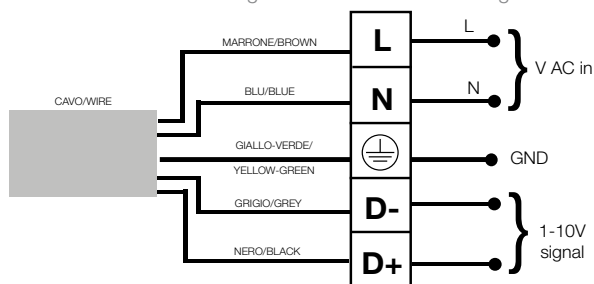 MARRONE/BROWN
L
L
V AC in
BLU/BLUE
N
N
CAVO/WIRE
GIALLO-VERDE/
YELLOW-GREEN
GND
GRIGIO/GREY
D-
1-10V
signal
NERO/BLACK
D+